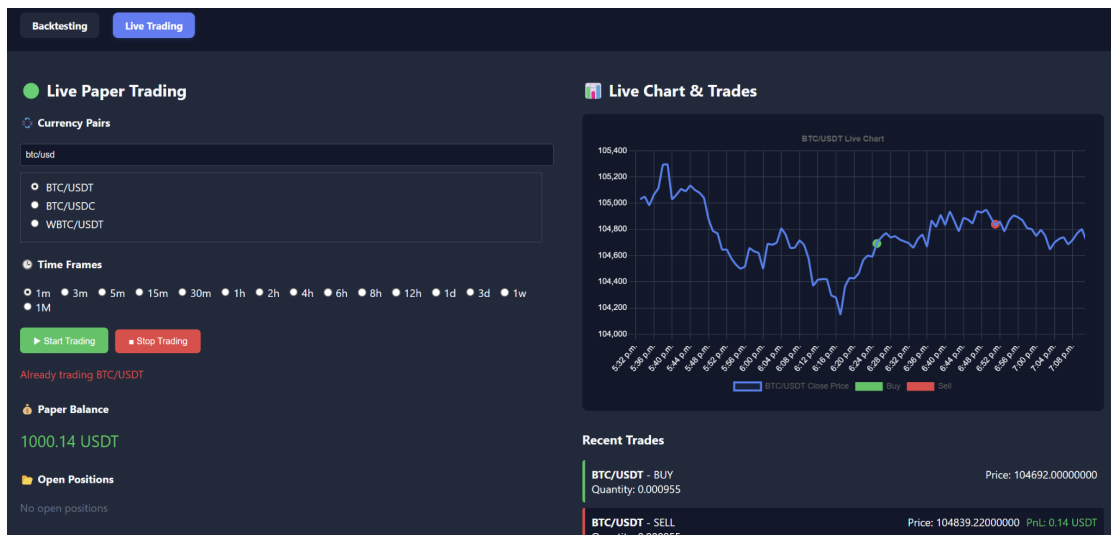 Backtesting
Live Trading
Live Paper Trading
Currency Pairs
btc/usd
BTC/USDT
BTC/USDC
WBTC/USDT
Time Frames
1m 3m 5m 15m 30m 1h 2h 4h 6h 8h 12h 1d 3d 1w
1M
Start Trading
Stop Trading
Already trading BTC/USDT
Paper Balance
1000.14 USDT
Open Positions
No open positions
Live Chart & Trades
BTC/USDT Live Chart
105,400
105,200
105,000
104,800
104,600
104,400
104,200
104,000
5:32 p.m. 5:36 p.m. 5:40 p.m. 5:44 p.m. 5:48 p.m. 5:52 p.m. 5:56 p.m. 6:00 p.m. 6:04 p.m. 6:08 p.m. 6:12 p.m. 6:16 p.m. 6:20 p.m. 6:24 p.m. 6:28 p.m. 6:32 p.m. 6:36 p.m. 6:40 p.m. 6:44 p.m. 6:48 p.m. 6:52 p.m. 6:56 p.m. 7:00 p.m. 7:04 p.m. 7:08 p.m.
BTC/USDT Close Price Buy Sell
Recent Trades
BTC/USDT - BUY Price: 104692.00000000
Quantity: 0.000955
BTC/USDT - SELL Price: 104839.22000000 PnL: 0.14 USDT